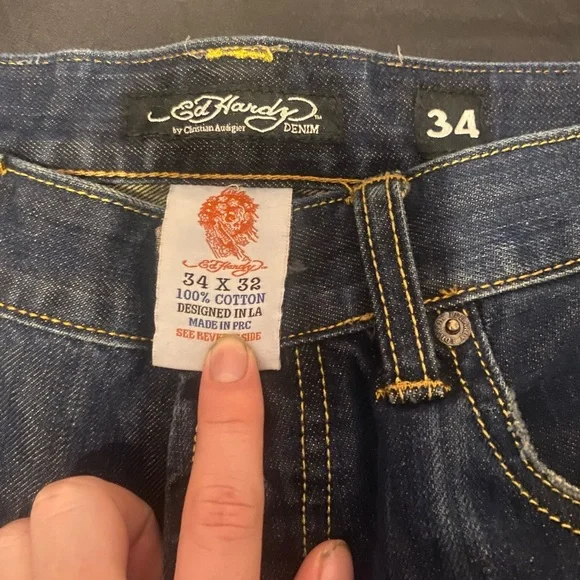 Ed Hardy™
by Christian Audigier DENIM
34
Ed Hardy
34 X 32
100% COTTON
DESIGNED IN LA
MADE IN PRC
SEE REVERSE SIDE